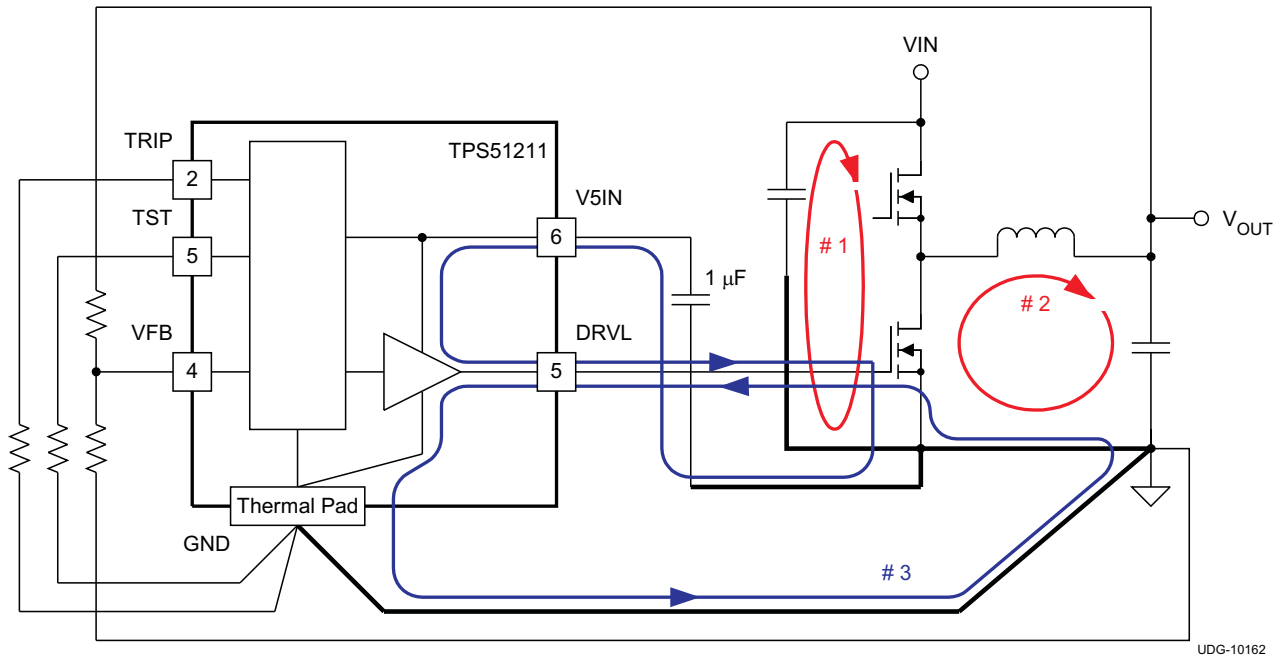 VIN
TRIP
TPS51211
2
V5IN
TST
6
V_OUT
5
# 1
1 μF
# 2
VFB
DRVL
4
5
Thermal Pad
GND
# 3
UDG-10162